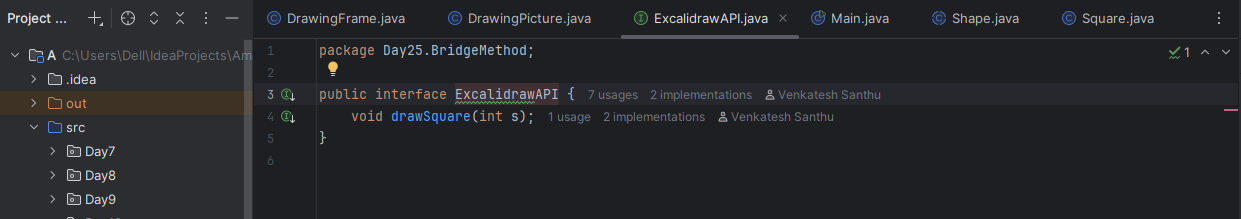 Project ...
DrawingFrame.java
DrawingPicture.java
ExcalidrawAPI.java
Main.java
Shape.java
Square.java
A C:\Users\Dell\IdeaProjects\Am
.idea
out
src
Day7
Day8
Day9
1 package Day25.BridgeMethod;
1
2
3 public interface ExcalidrawAPI { 7 usages 2 implementations Venkatesh Santhu
4 void drawSquare(int s); 1 usage 2 implementations Venkatesh Santhu
5 }
6